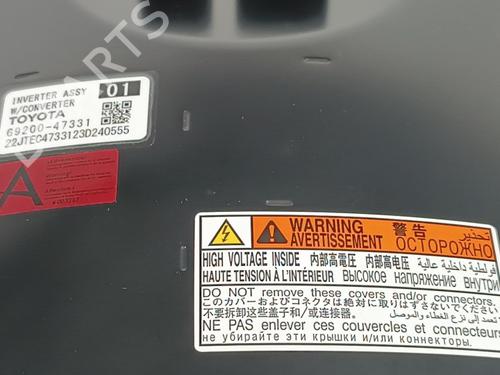 PARTS
INVERTER ASSY 01
W/CONVERTER
TOYOTA
G9200-47331
22JTEC4733123D240555
A
WARNING 警告 تحذير
AVERTISSEMENT ОСТОРОЖНО
HIGH VOLTAGE INSIDE 内部高電圧 内部高电压 فولطية داخلية عالية
HAUTE TENSION À L'INTÉRIEUR ВЫСОКОЕ напряжение внутри
DO NOT remove these covers and/or connectors.
このカバーおよびコネクタは絶対に取りはずさないでください
不要拆卸这些盖子和/或连接器。
NE PAS enlever ces couvercles et connecteurs
не убирайте эти крышки и/или коннекторы.